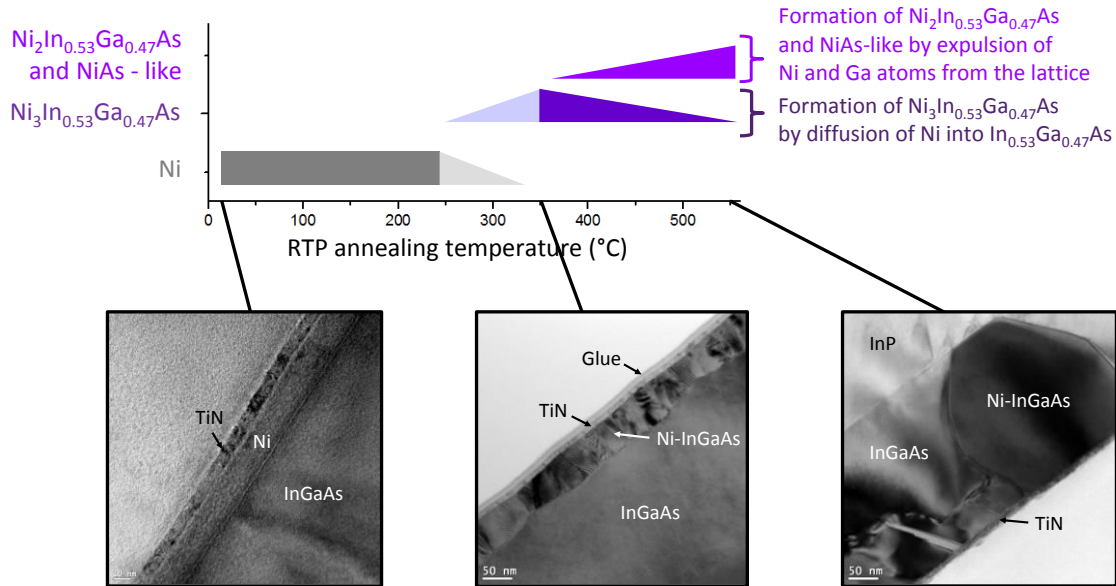 Ni₂In₀.₅₃Ga₀.₄₇As
and NiAs - like
Ni₃In₀.₅₃Ga₀.₄₇As
Ni
Formation of Ni₂In₀.₅₃Ga₀.₄₇As
and NiAs-like by expulsion of
Ni and Ga atoms from the lattice
Formation of Ni₃In₀.₅₃Ga₀.₄₇As
by diffusion of Ni into In₀.₅₃Ga₀.₄₇As
0 100 200 300 400 500
RTP annealing temperature (°C)
TiN
Ni
InGaAs
Glue
TiN
Ni-InGaAs
InGaAs
50 nm
InP
Ni-InGaAs
InGaAs
TiN
50 nm